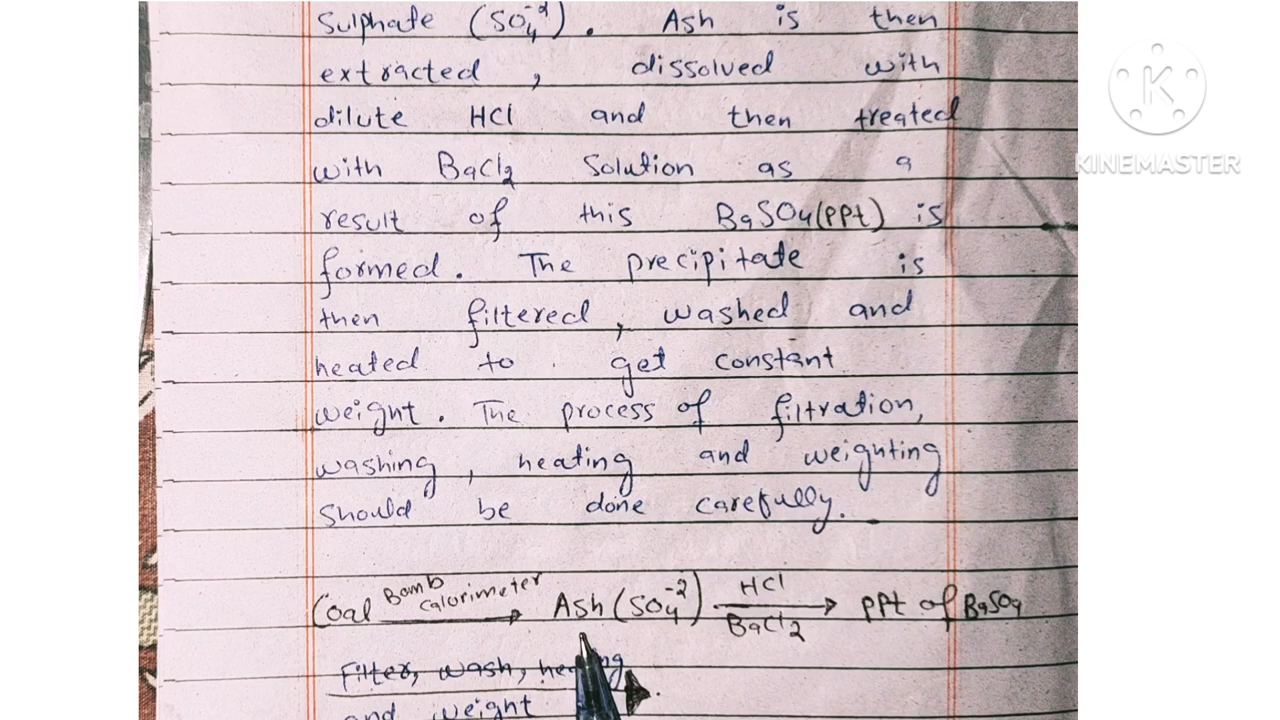 Sulphate (SO4-2). Ash is then
extracted, dissolved with
dilute HCl and then treated
with BaCl2 Solution as a
result of this BaSO4(ppt) is
formed. The precipitate is
then filtered, washed and
heated to get constant
weight. The process of filtration,
washing, heating and weighting
should be done carefully.
Coal Bomb Calorimeter Ash (SO4-2). HCl BaCl2 ppt of BaSO4
Filter, wash, heating
and weight
K
KINEMASTER